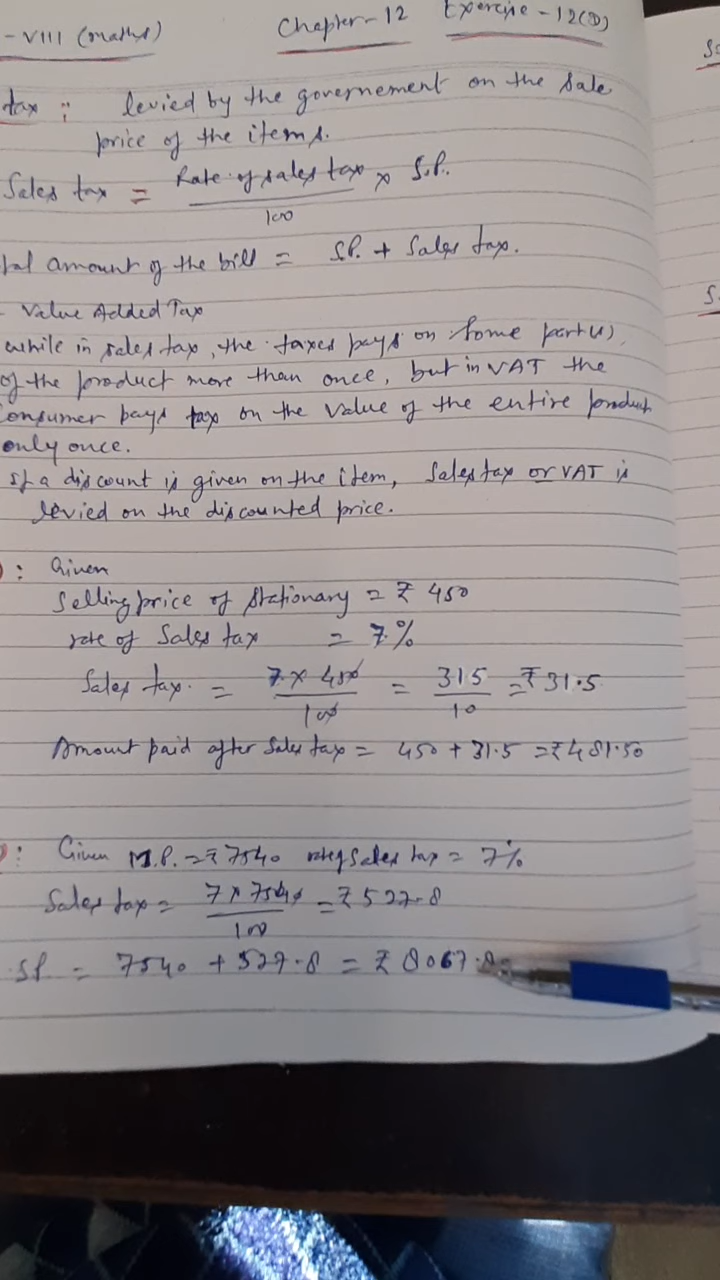 -VIII (maths) Chapter-12 Exercise-12(D)
tax : levied by the governement on the sale
price of the items.
Sales tax = Rate of sales tax × S.P.
100
tal amount of the bill = S.P. + Sales tax.
- Value Added Tax
while in sales tax, the taxes pays on some part(s)
of the product more than once, but in VAT the
consumer pays tax on the value of the entire product
only once.
If a discount is given on the item, Sales tax or VAT is
levied on the discounted price.
: Given
Selling price of Stationary = ₹ 450
rate of Sales tax = 7%
Sales tax = 7 × 450 = 315 = ₹31.5
100 10
Amount paid after Sales tax = 450 + 31.5 = ₹481.50
: Given M.P. = ₹7540 rate of Sales tax = 7%
Sales tax = 7 × 7540 = ₹527.8
100
SP = 7540 + 527.8 = ₹8067.8